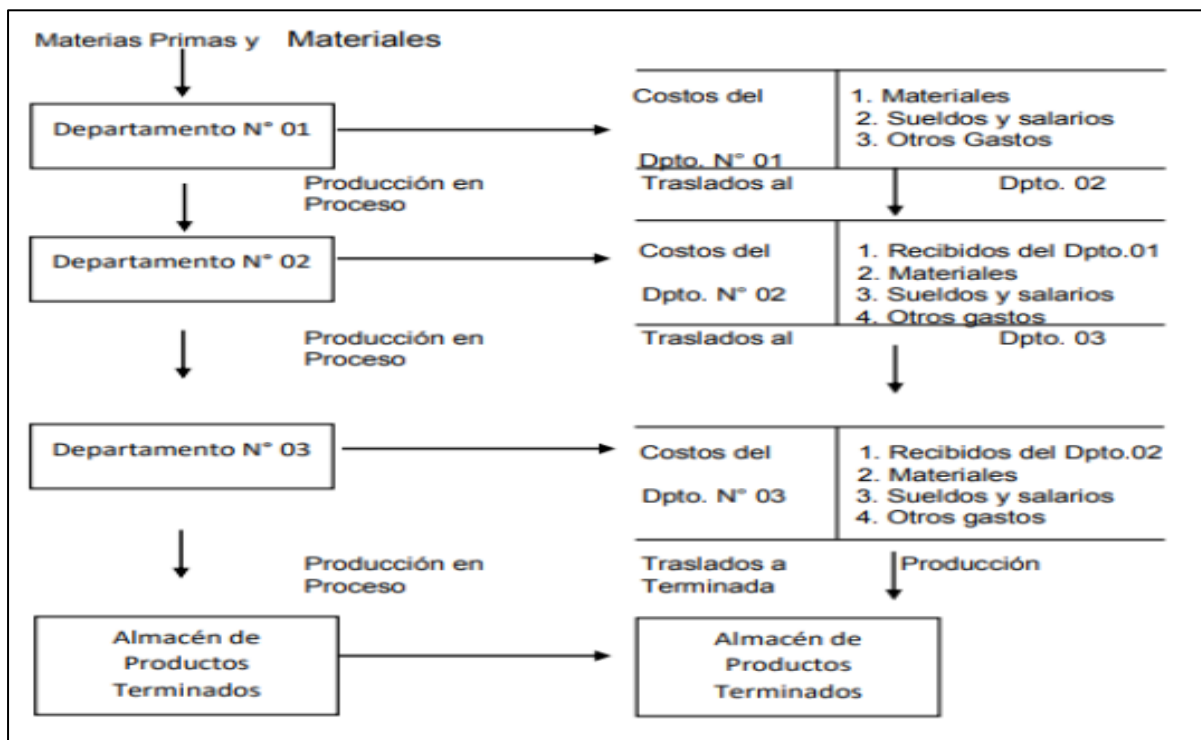 Materias Primas y Materiales
Departamento N° 01
Costos del
Dpto. N° 01
1. Materiales
2. Sueldos y salarios
3. Otros Gastos
Producción en
Proceso
Traslados al Dpto. 02
Departamento N° 02
Costos del
Dpto. N° 02
1. Recibidos del Dpto.01
2. Materiales
3. Sueldos y salarios
4. Otros gastos
Producción en
Proceso
Traslados al Dpto. 03
Departamento N° 03
Costos del
Dpto. N° 03
1. Recibidos del Dpto.02
2. Materiales
3. Sueldos y salarios
4. Otros gastos
Producción en
Proceso
Traslados a Producción
Terminada
Almacén de
Productos
Terminados
Almacén de
Productos
Terminados